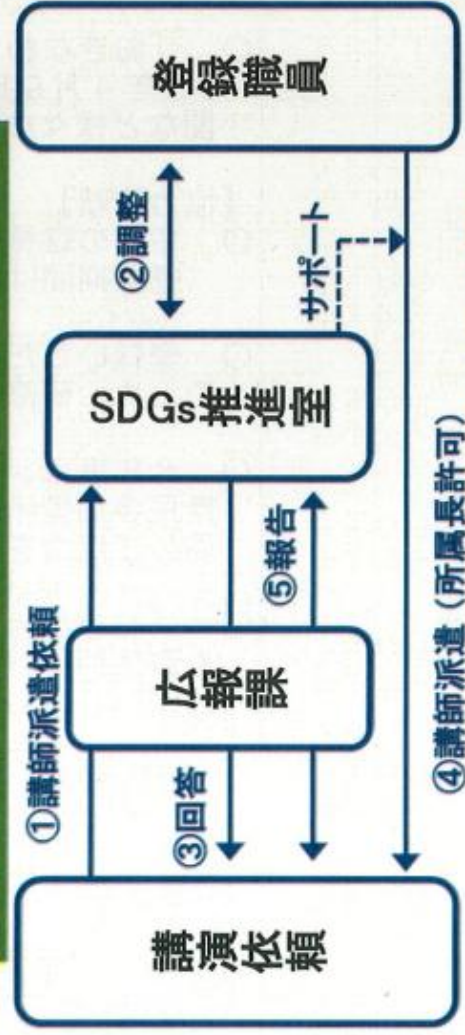 講演依頼
①講師派遣依頼
広報課
③回答
⑤報告
SDGs推進室
②調整
登録職員
サポート
④講師派遣（所属長許可）